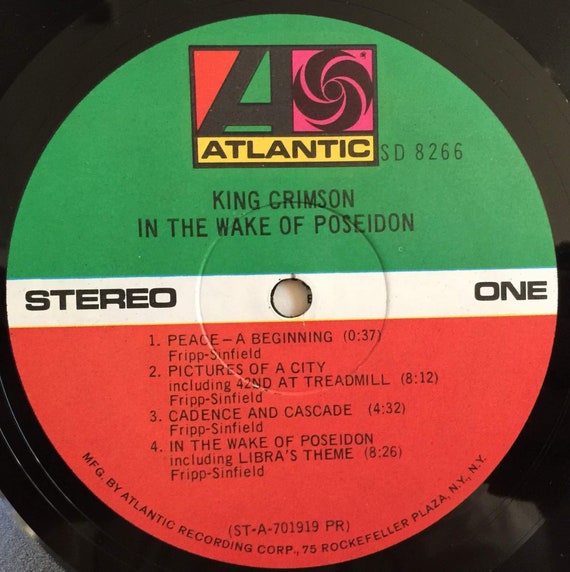 ATLANTIC
SD 8266
KING CRIMSON
IN THE WAKE OF POSEIDON
STEREO ONE
1. PEACE—A BEGINNING (0:37)
Fripp-Sinfield
2. PICTURES OF A CITY
including 42ND AT TREADMILL (8:12)
Fripp-Sinfield
3. CADENCE AND CASCADE (4:32)
Fripp-Sinfield
4. IN THE WAKE OF POSEIDON
including LIBRA'S THEME (8:26)
Fripp-Sinfield
(ST-A-701919 PR)
MFG. BY ATLANTIC RECORDING CORP., 75 ROCKEFELLER PLAZA, N.Y., N.Y.